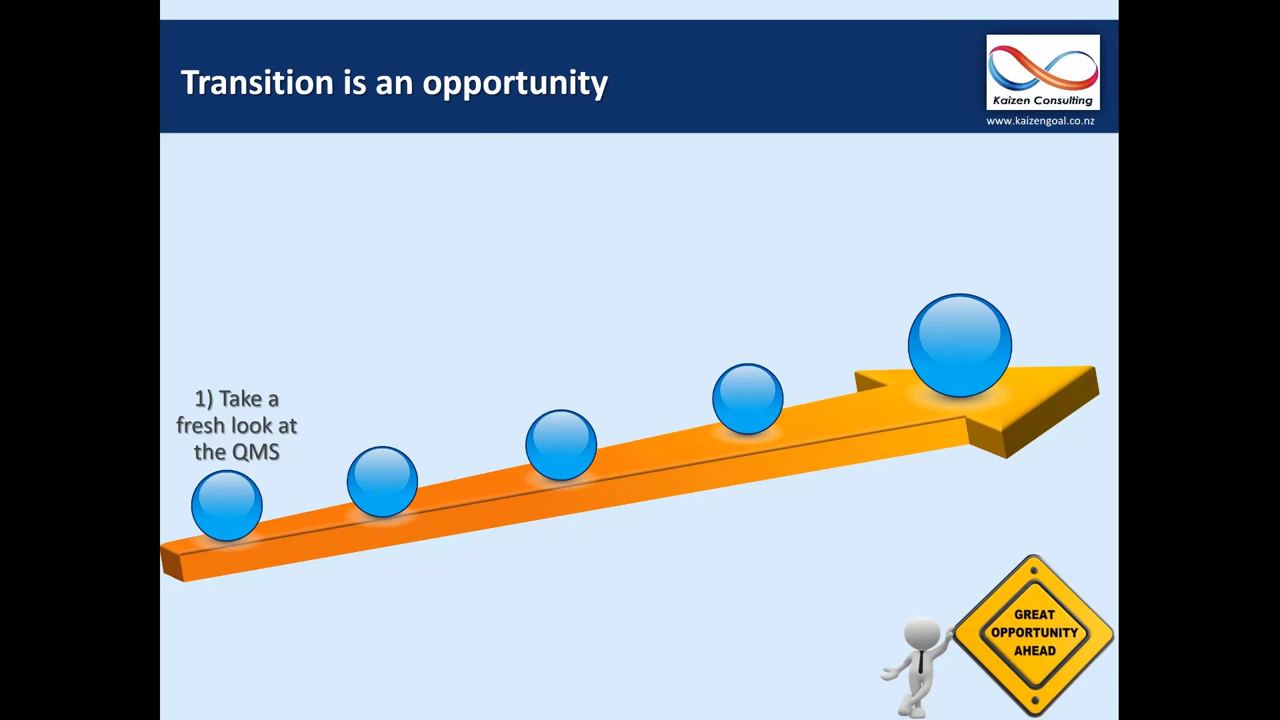 Transition is an opportunity
Kaizen Consulting
www.kaizengoal.co.nz
1) Take a
fresh look at
the QMS
GREAT
OPPORTUNITY
AHEAD